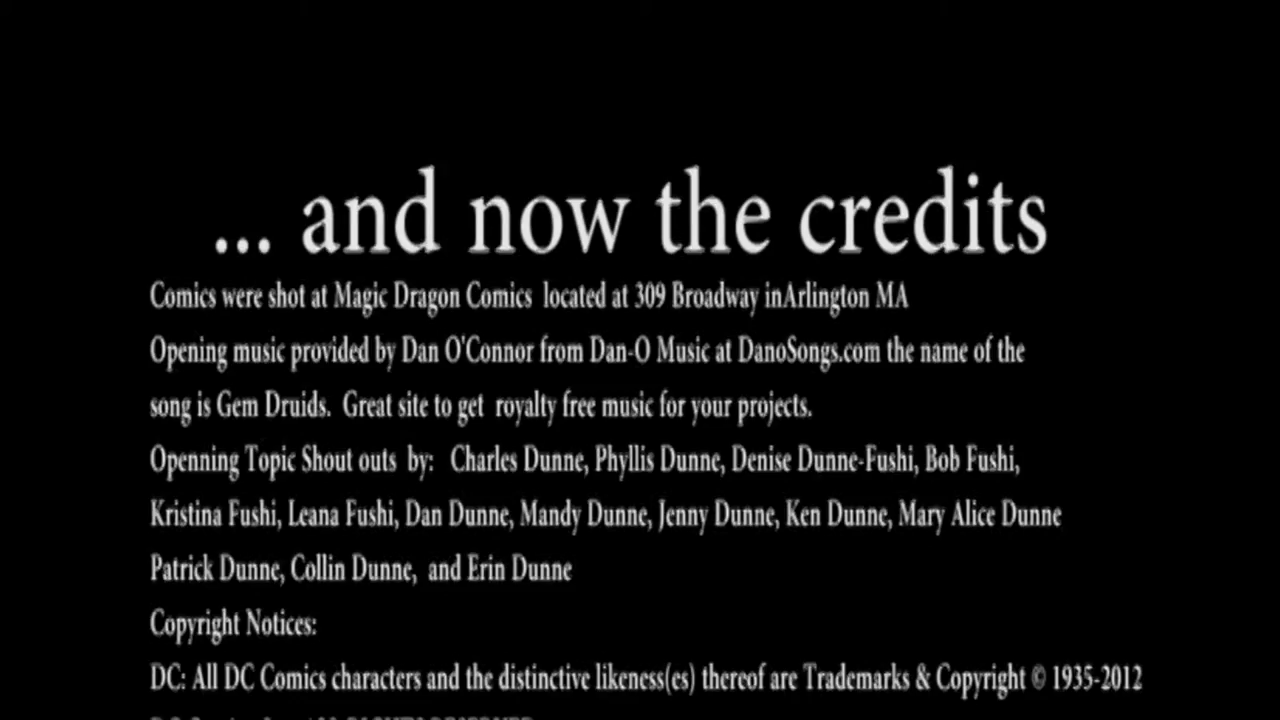 ... and now the credits
Comics were shot at Magic Dragon Comics  located at 309 Broadway inArlington MA
Opening music provided by Dan O'Connor from Dan-O Music at DanoSongs.com the name of the
song is Gem Druids.  Great site to get  royalty free music for your projects.
Openning Topic Shout outs  by:   Charles Dunne, Phyllis Dunne, Denise Dunne-Fushi, Bob Fushi,
Kristina Fushi, Leana Fushi, Dan Dunne, Mandy Dunne, Jenny Dunne, Ken Dunne, Mary Alice Dunne
Patrick Dunne, Collin Dunne,  and Erin Dunne
Copyright Notices:
DC: All DC Comics characters and the distinctive likeness(es) thereof are Trademarks & Copyright © 1935-2012